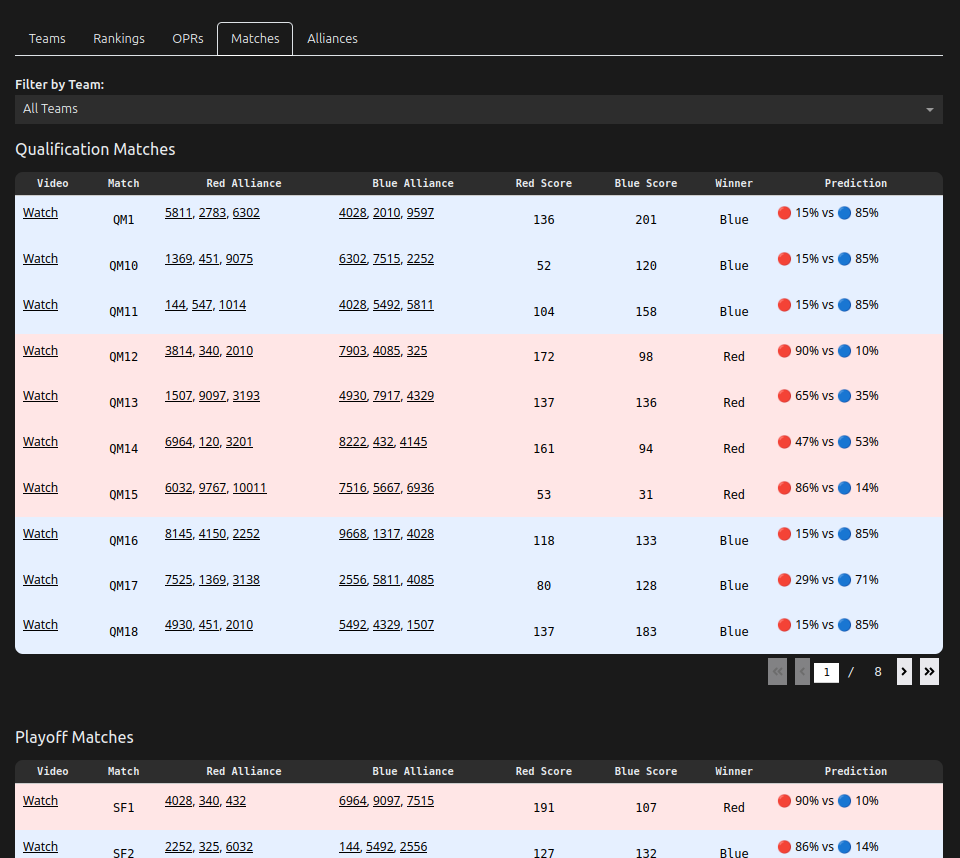 Teams Rankings OPRs Matches Alliances
Filter by Team:
All Teams
Qualification Matches
Video Match Red Alliance Blue Alliance Red Score Blue Score Winner Prediction
Watch QM1 5811, 2783, 6302 4028, 2010, 9597 136 201 Blue 🔴 15% vs 🔵 85%
Watch QM10 1369, 451, 9075 6302, 7515, 2252 52 120 Blue 🔴 15% vs 🔵 85%
Watch QM11 144, 547, 1014 4028, 5492, 5811 104 158 Blue 🔴 15% vs 🔵 85%
Watch QM12 3814, 340, 2010 7903, 4085, 325 172 98 Red 🔴 90% vs 🔵 10%
Watch QM13 1507, 9097, 3193 4930, 7917, 4329 137 136 Red 🔴 65% vs 🔵 35%
Watch QM14 6964, 120, 3201 8222, 432, 4145 161 94 Red 🔴 47% vs 🔵 53%
Watch QM15 6032, 9767, 10011 7516, 5667, 6936 53 31 Red 🔴 86% vs 🔵 14%
Watch QM16 8145, 4150, 2252 9668, 1317, 4028 118 133 Blue 🔴 15% vs 🔵 85%
Watch QM17 7525, 1369, 3138 2556, 5811, 4085 80 128 Blue 🔴 29% vs 🔵 71%
Watch QM18 4930, 451, 2010 5492, 4329, 1507 137 183 Blue 🔴 15% vs 🔵 85%
« ‹ 1 / 8 › »
Playoff Matches
Video Match Red Alliance Blue Alliance Red Score Blue Score Winner Prediction
Watch SF1 4028, 340, 432 6964, 9097, 7515 191 107 Red 🔴 90% vs 🔵 10%
Watch SF2 2252, 325, 6032 144, 5492, 2556 127 132 Blue 🔴 86% vs 🔵 14%